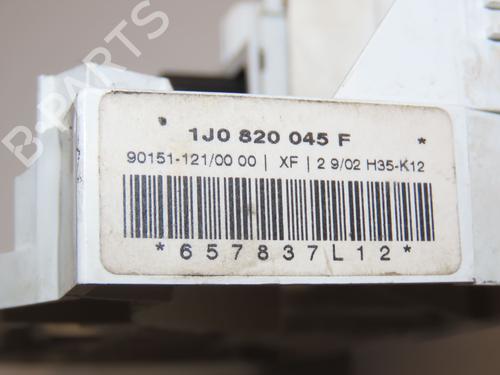 B-PARTS
1J0 820 045 F *
90151-121/00 00 | XF | 2 9/02 H35-K12
*657837L12*